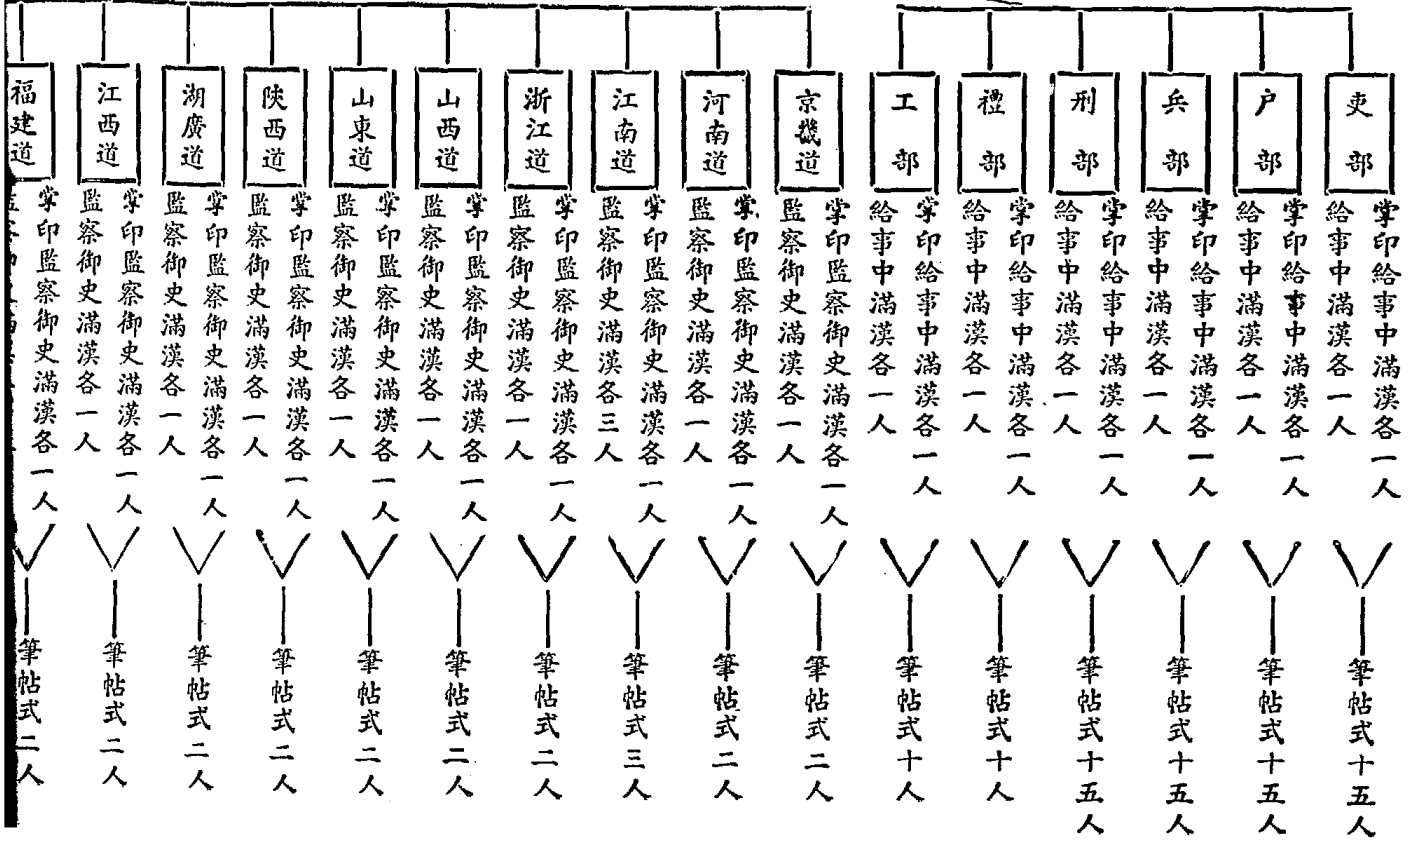 吏部
掌印給事中滿漢各一人
給事中滿漢各一人
筆帖式十五人
户部
掌印給事中滿漢各一人
給事中滿漢各一人
筆帖式十五人
兵部
掌印給事中滿漢各一人
給事中滿漢各一人
筆帖式十五人
刑部
掌印給事中滿漢各一人
給事中滿漢各一人
筆帖式十五人
禮部
掌印給事中滿漢各一人
給事中滿漢各一人
筆帖式十人
工部
掌印給事中滿漢各一人
給事中滿漢各一人
筆帖式十人
京畿道
掌印監察御史滿漢各一人
監察御史滿漢各一人
筆帖式二人
河南道
掌印監察御史滿漢各一人
監察御史滿漢各一人
筆帖式二人
江南道
掌印監察御史滿漢各一人
監察御史滿漢各三人
筆帖式三人
浙江道
掌印監察御史滿漢各一人
監察御史滿漢各一人
筆帖式二人
山西道
掌印監察御史滿漢各一人
監察御史滿漢各一人
筆帖式二人
山東道
掌印監察御史滿漢各一人
監察御史滿漢各一人
筆帖式二人
陝西道
掌印監察御史滿漢各一人
監察御史滿漢各一人
筆帖式二人
湖廣道
掌印監察御史滿漢各一人
監察御史滿漢各一人
筆帖式二人
江西道
掌印監察御史滿漢各一人
監察御史滿漢各一人
筆帖式二人
福建道
掌印監察御史滿漢各一人
筆帖式二人